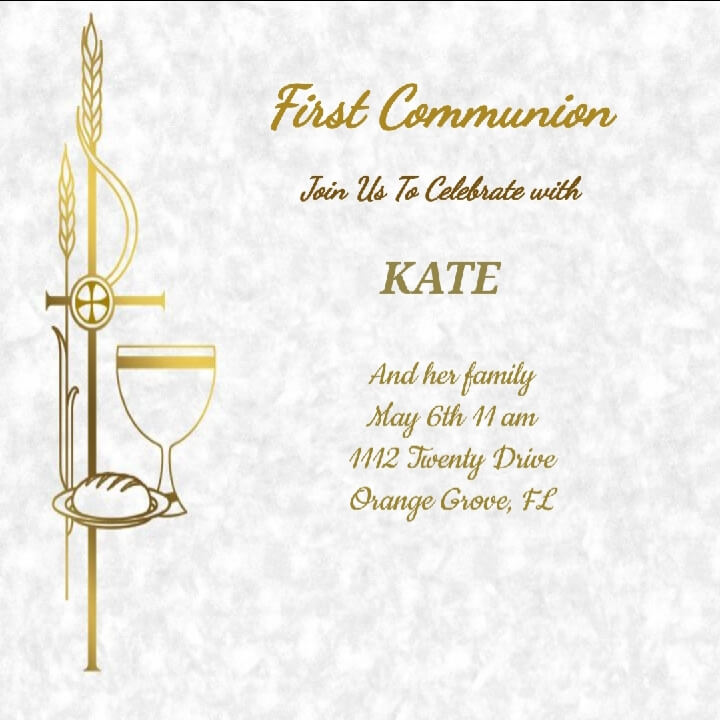 First Communion
Join Us To Celebrate with
KATE
And her family
May 6th 11 am
1112 Twenty Drive
Orange Grove, FL